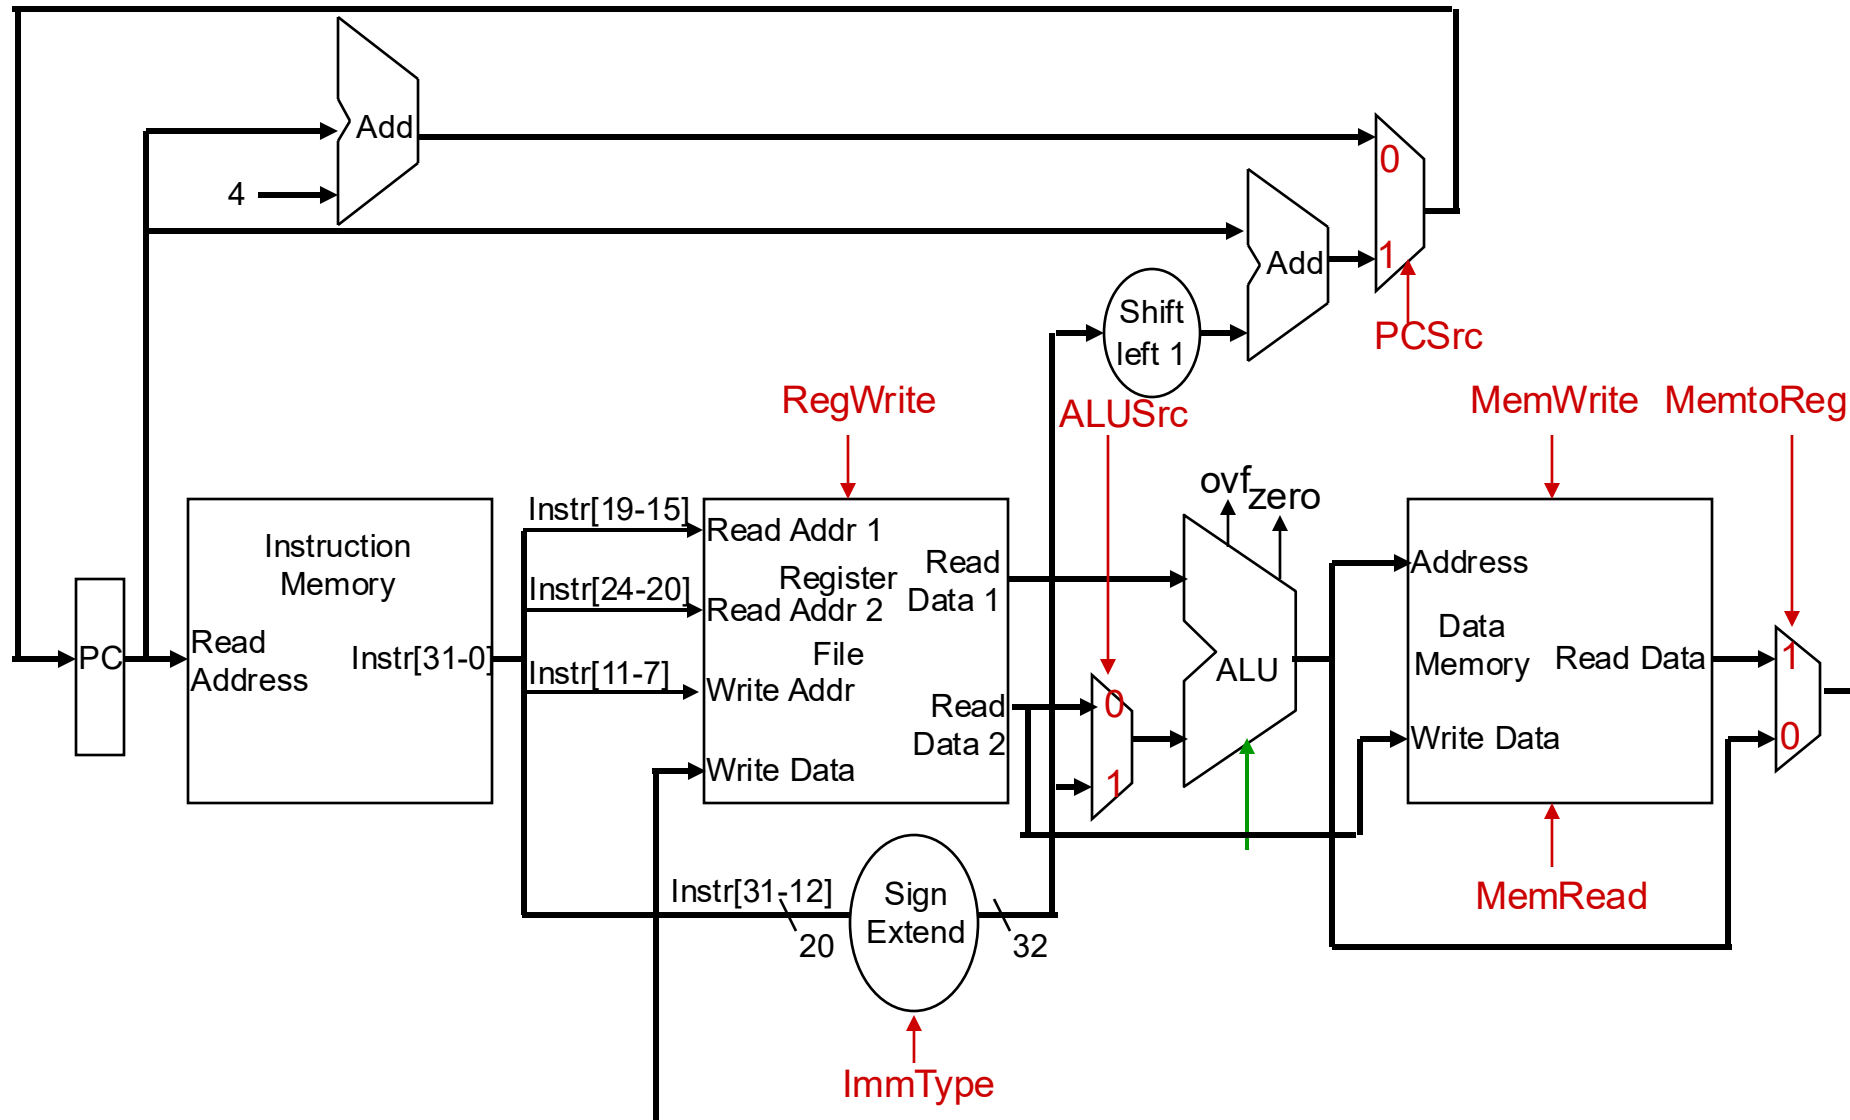 Add
4
0
1
Add
Shift
left 1
PCSrc
RegWrite
ALUSrc
MemWrite
MemtoReg
ovf
zero
Instr[19-15]
Instr[24-20]
Instr[11-7]
Instruction
Memory
PC
Read
Address
Instr[31-0]
Read Addr 1
Register
Read Addr 2
File
Write Addr
Write Data
Read
Data 1
Read
Data 2
0
1
ALU
Address
Data
Memory
Read Data
Write Data
1
0
MemRead
Instr[31-12]
20
Sign
Extend
32
ImmType